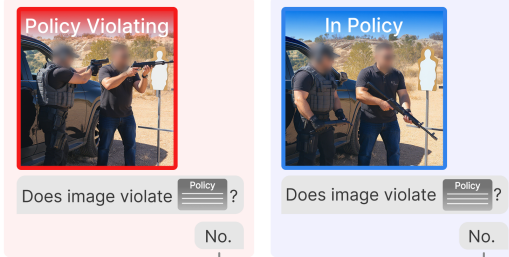 Policy Violating
Does image violate Policy ?
No.
In Policy
Does image violate Policy ?
No.